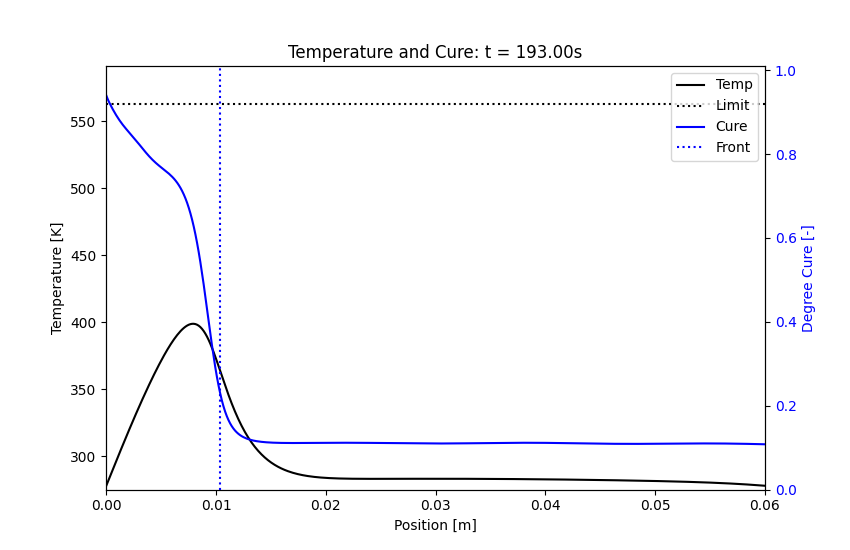 Temperature and Cure: t = 193.00s
Temp
Limit
Cure
Front
Temperature [K]
550
500
450
400
350
300
Degree Cure [-]
1.0
0.8
0.6
0.4
0.2
0.0
0.00 0.01 0.02 0.03 0.04 0.05 0.06
Position [m]